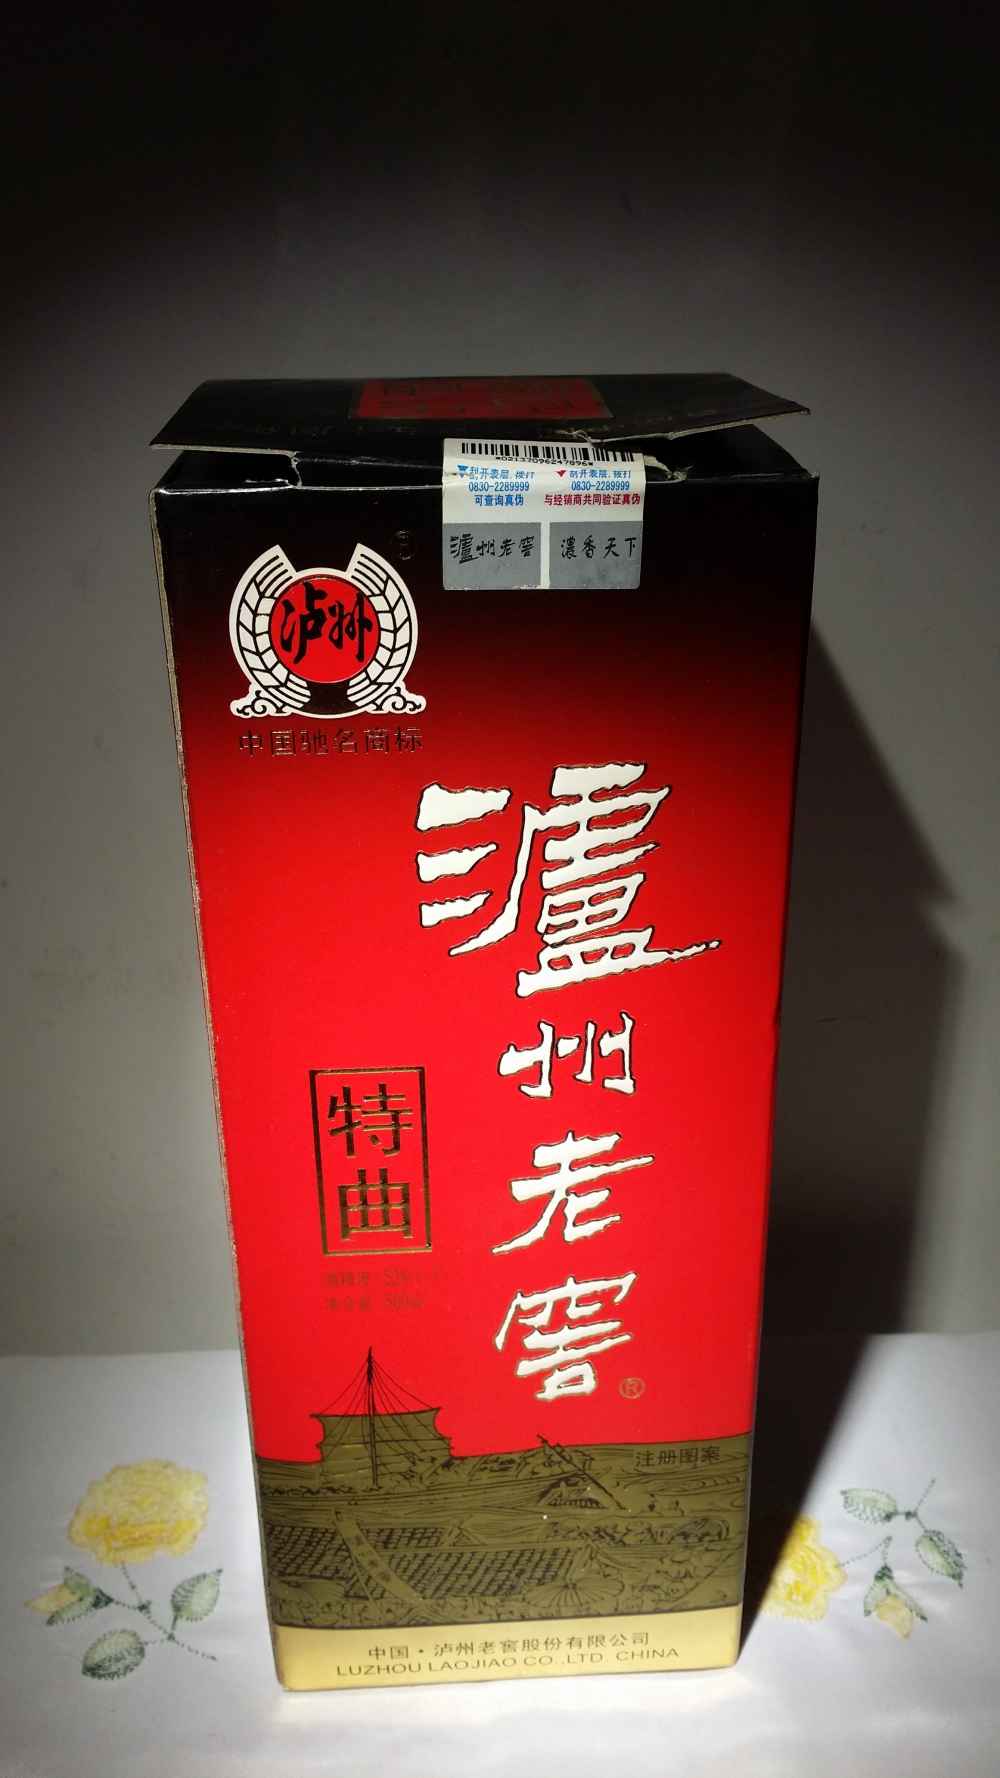 *02137096247896*
刮开表层,拨打
0830-2289999
可查询真伪
刮开表层,拨打
0830-2289999
与经销商共同验证真伪
瀘州老窖
濃香天下
泸州
中国驰名商标
瀘州老窖
特曲
®
注册图案
中国·泸州老窖股份有限公司
LUZHOU LAOJIAO CO.,LTD. CHINA